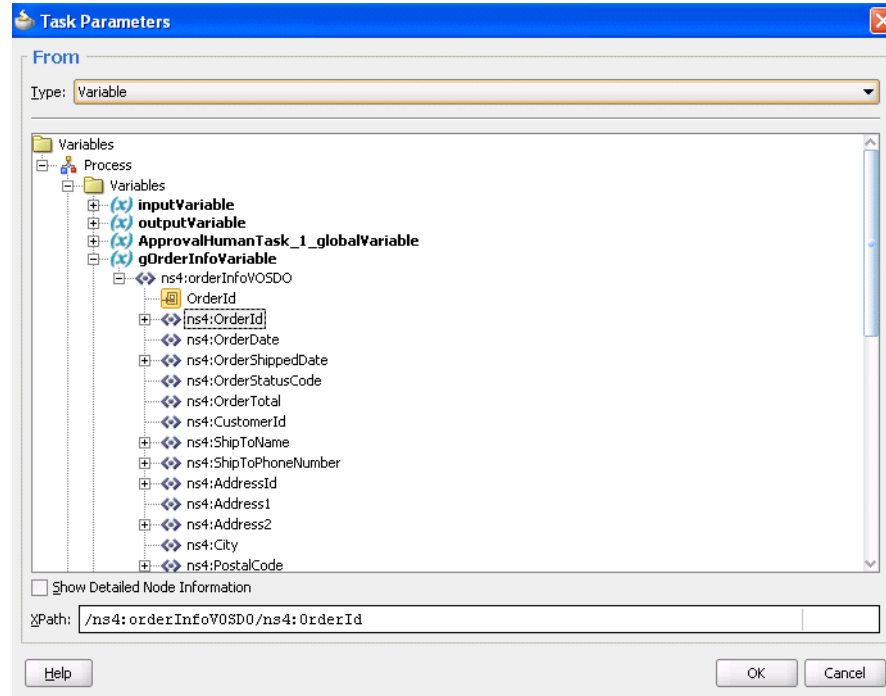 Task Parameters
From
Type: Variable
Variables
Process
Variables
(x) inputVariable
(x) outputVariable
(x) ApprovalHumanTask_1_globalVariable
(x) gOrderInfoVariable
ns4:orderInfoVOSDO
OrderId
ns4:OrderId
ns4:OrderDate
ns4:OrderShippedDate
ns4:OrderStatusCode
ns4:OrderTotal
ns4:CustomerId
ns4:ShipToName
ns4:ShipToPhoneNumber
ns4:AddressId
ns4:Address1
ns4:Address2
ns4:City
ns4:PostalCode
Show Detailed Node Information
XPath: /ns4:orderInfoVOSDO/ns4:OrderId
Help OK Cancel